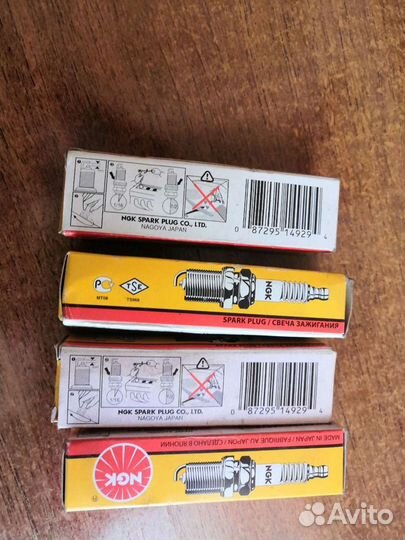 NGK SPARK PLUG CO., LTD.
NAGOYA JAPAN
0 87295 14929 4
TSE
NGK
SPARK PLUG / СВЕЧА ЗАЖИГАНИЯ
NGK SPARK PLUG CO., LTD.
NAGOYA JAPAN
0 87295 14929 4
MADE IN JAPAN / FABRIQUE AU JAPON / СДЕЛАНО В ЯПОНИИ
NGK
NGK
Avito